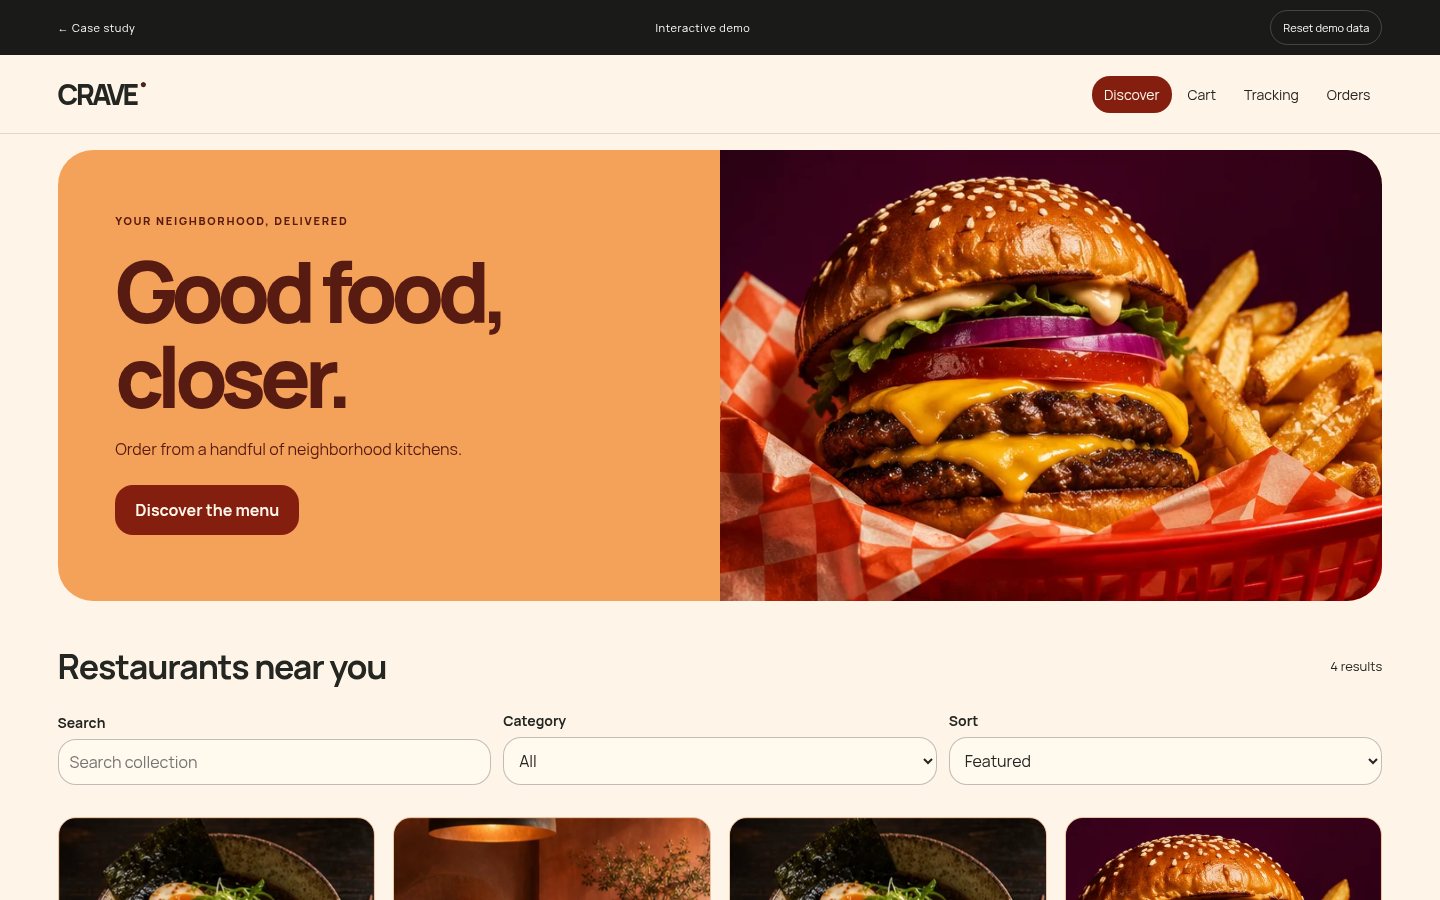 ← Case study
Interactive demo
Reset demo data
CRAVE
Discover
Cart
Tracking
Orders
YOUR NEIGHBORHOOD, DELIVERED
Good food,
closer.
Order from a handful of neighborhood kitchens.
Discover the menu
Restaurants near you
4 results
Search
Category
Sort
Search collection
All
Featured